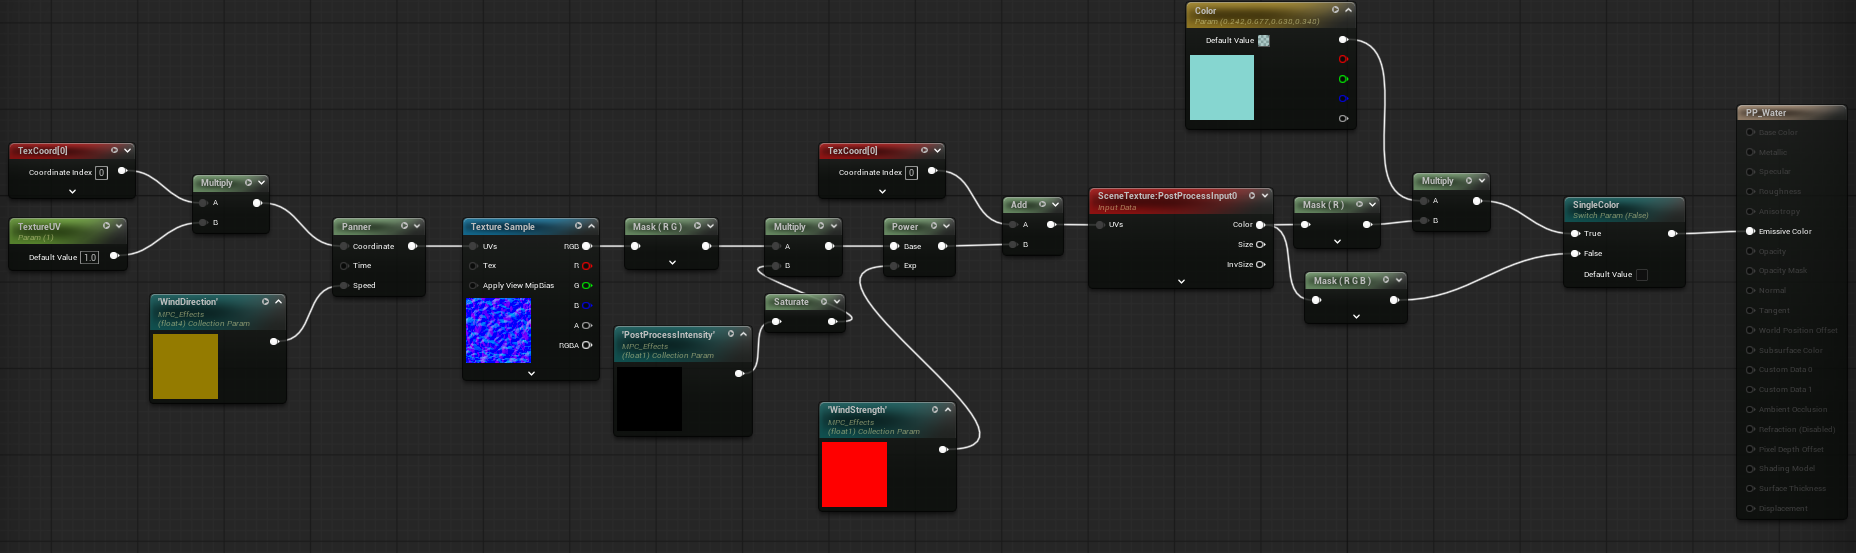 Color
Param (0.242,0.677,0.638,0.348)
Default Value
TexCoord[0]
Coordinate Index 0
TextureUV
Param (1)
Default Value 1.0
Multiply
A
B
'WindDirection'
MPC_Effects
(float4) Collection Param
Panner
Coordinate
Time
Speed
Texture Sample
UVs
RGB
Tex
R
Apply View MipBias
G
B
A
RGBA
Mask ( R G )
'PostProcessIntensity'
MPC_Effects
(float1) Collection Param
Multiply
A
B
Saturate
TexCoord[0]
Coordinate Index 0
Power
Base
Exp
'WindStrength'
MPC_Effects
(float1) Collection Param
Add
A
B
SceneTexture:PostProcessInput0
Input Data
UVs
Color
Size
InvSize
Mask ( R )
Mask ( R G B )
Multiply
A
B
SingleColor
Switch Param (False)
True
False
Default Value
PP_Water
Base Color
Metallic
Specular
Roughness
Anisotropy
Emissive Color
Opacity
Opacity Mask
Normal
Tangent
World Position Offset
Subsurface Color
Custom Data 0
Custom Data 1
Ambient Occlusion
Refraction (Disabled)
Pixel Depth Offset
Shading Model
Surface Thickness
Displacement